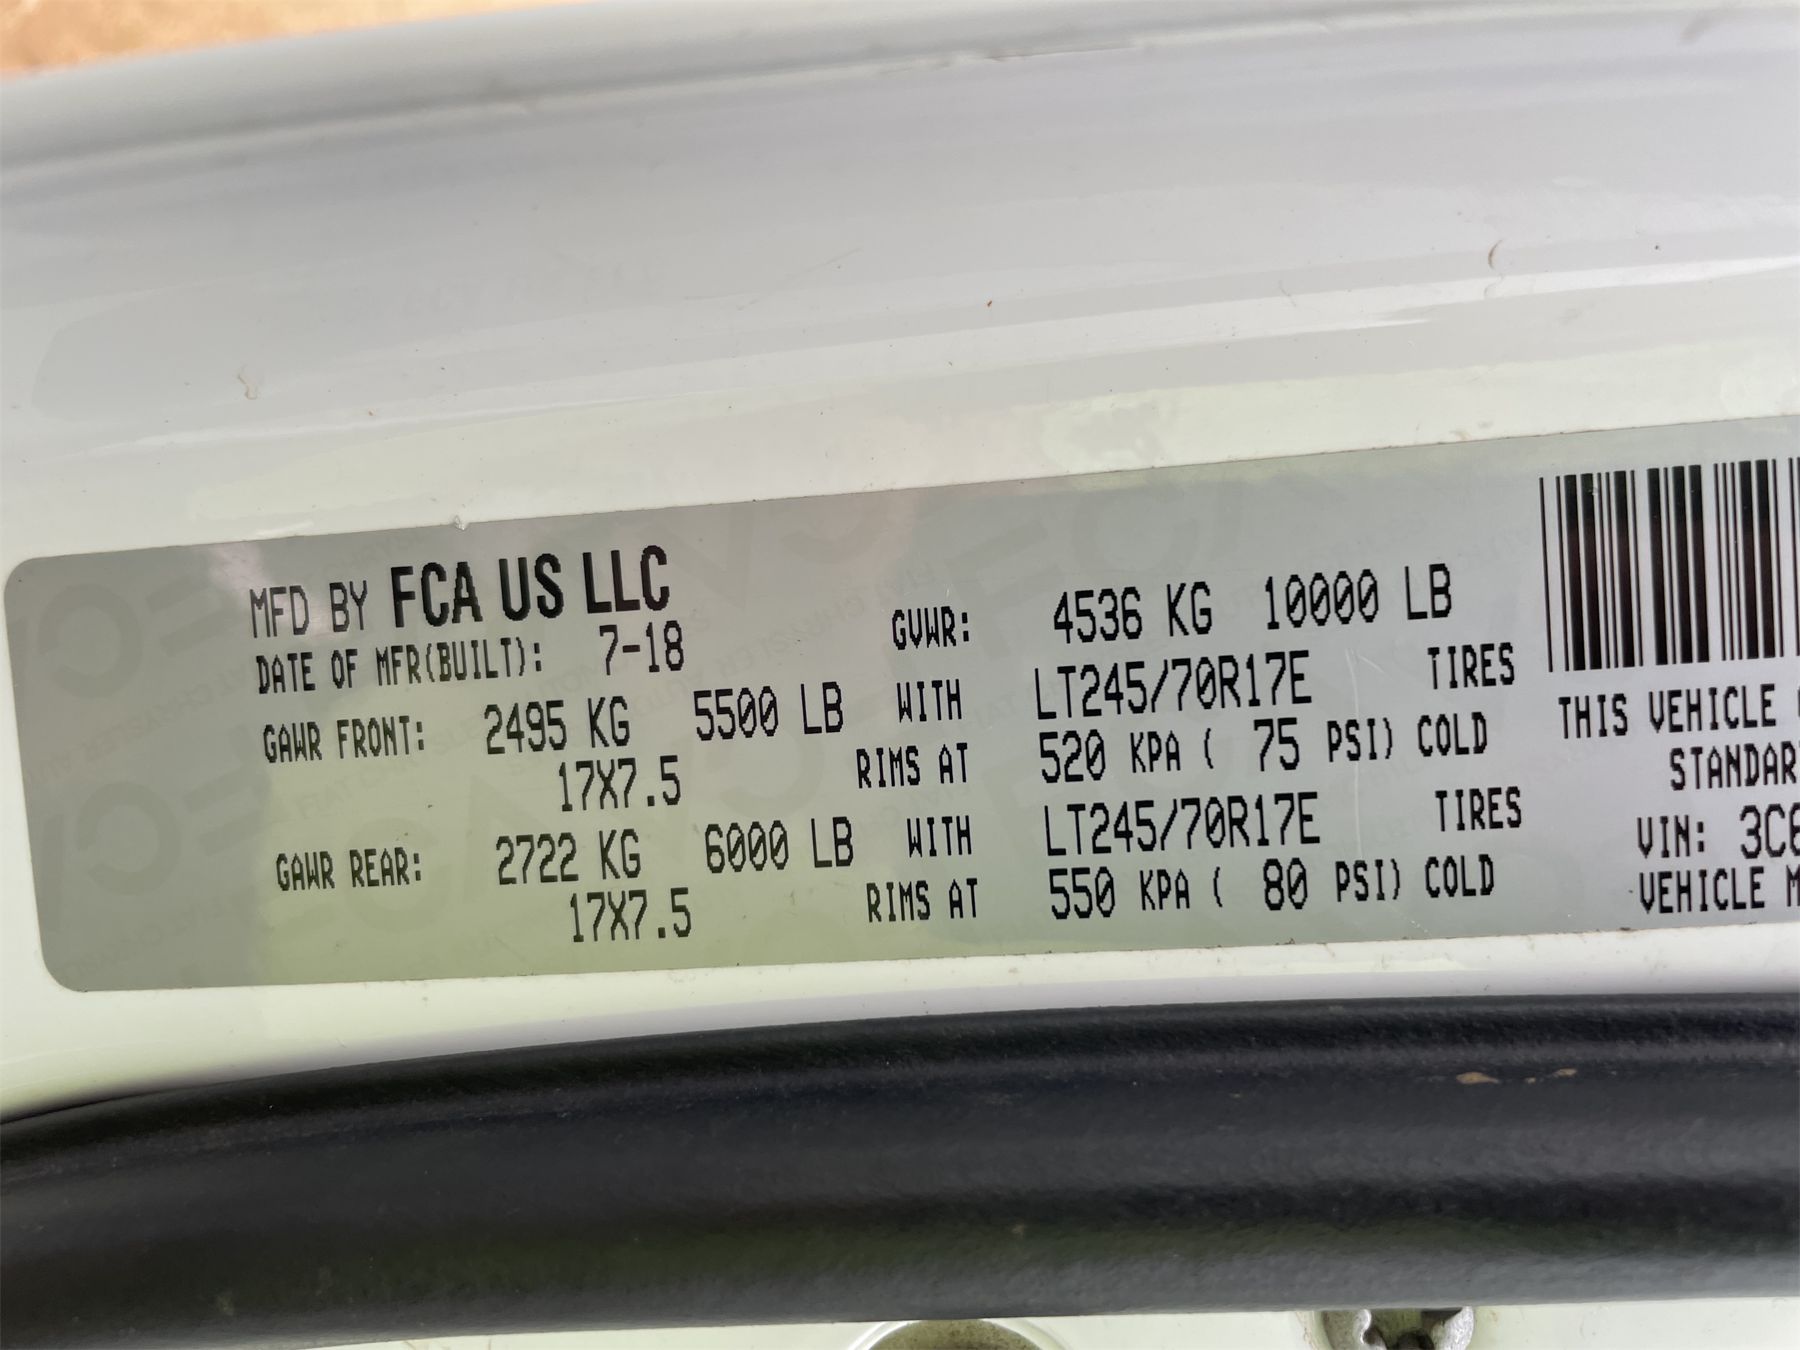 MFD BY FCA US LLC
DATE OF MFR(BUILT): 7-18
GVWR: 4536 KG 10000 LB
GAWR FRONT: 2495 KG 5500 LB WITH LT245/70R17E TIRES
17X7.5 RIMS AT 520 KPA ( 75 PSI) COLD
GAWR REAR: 2722 KG 6000 LB WITH LT245/70R17E TIRES
17X7.5 RIMS AT 550 KPA ( 80 PSI) COLD
THIS VEHICLE
STANDAR
VIN: 3C6
VEHICLE M